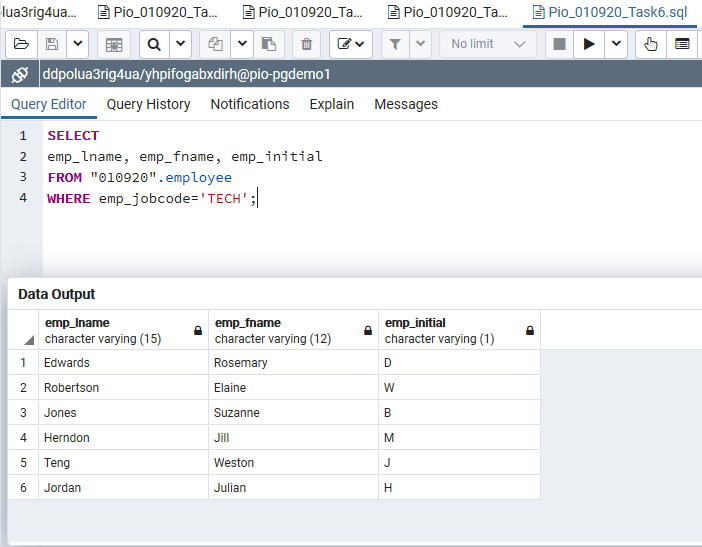 olua3rig4ua... Pio_010920_Ta... Pio_010920_Ta... Pio_010920_Ta... Pio_010920_Task6.sql
No limit
ddpolua3rig4ua/yhpifogabxdirh@pio-pgdemo1
Query Editor Query History Notifications Explain Messages
1 SELECT
2 emp_lname, emp_fname, emp_initial
3 FROM "010920".employee
4 WHERE emp_jobcode='TECH';
Data Output
emp_lname emp_fname emp_initial
character varying (15) character varying (12) character varying (1)
1 Edwards Rosemary D
2 Robertson Elaine W
3 Jones Suzanne B
4 Herndon Jill M
5 Teng Weston J
6 Jordan Julian H